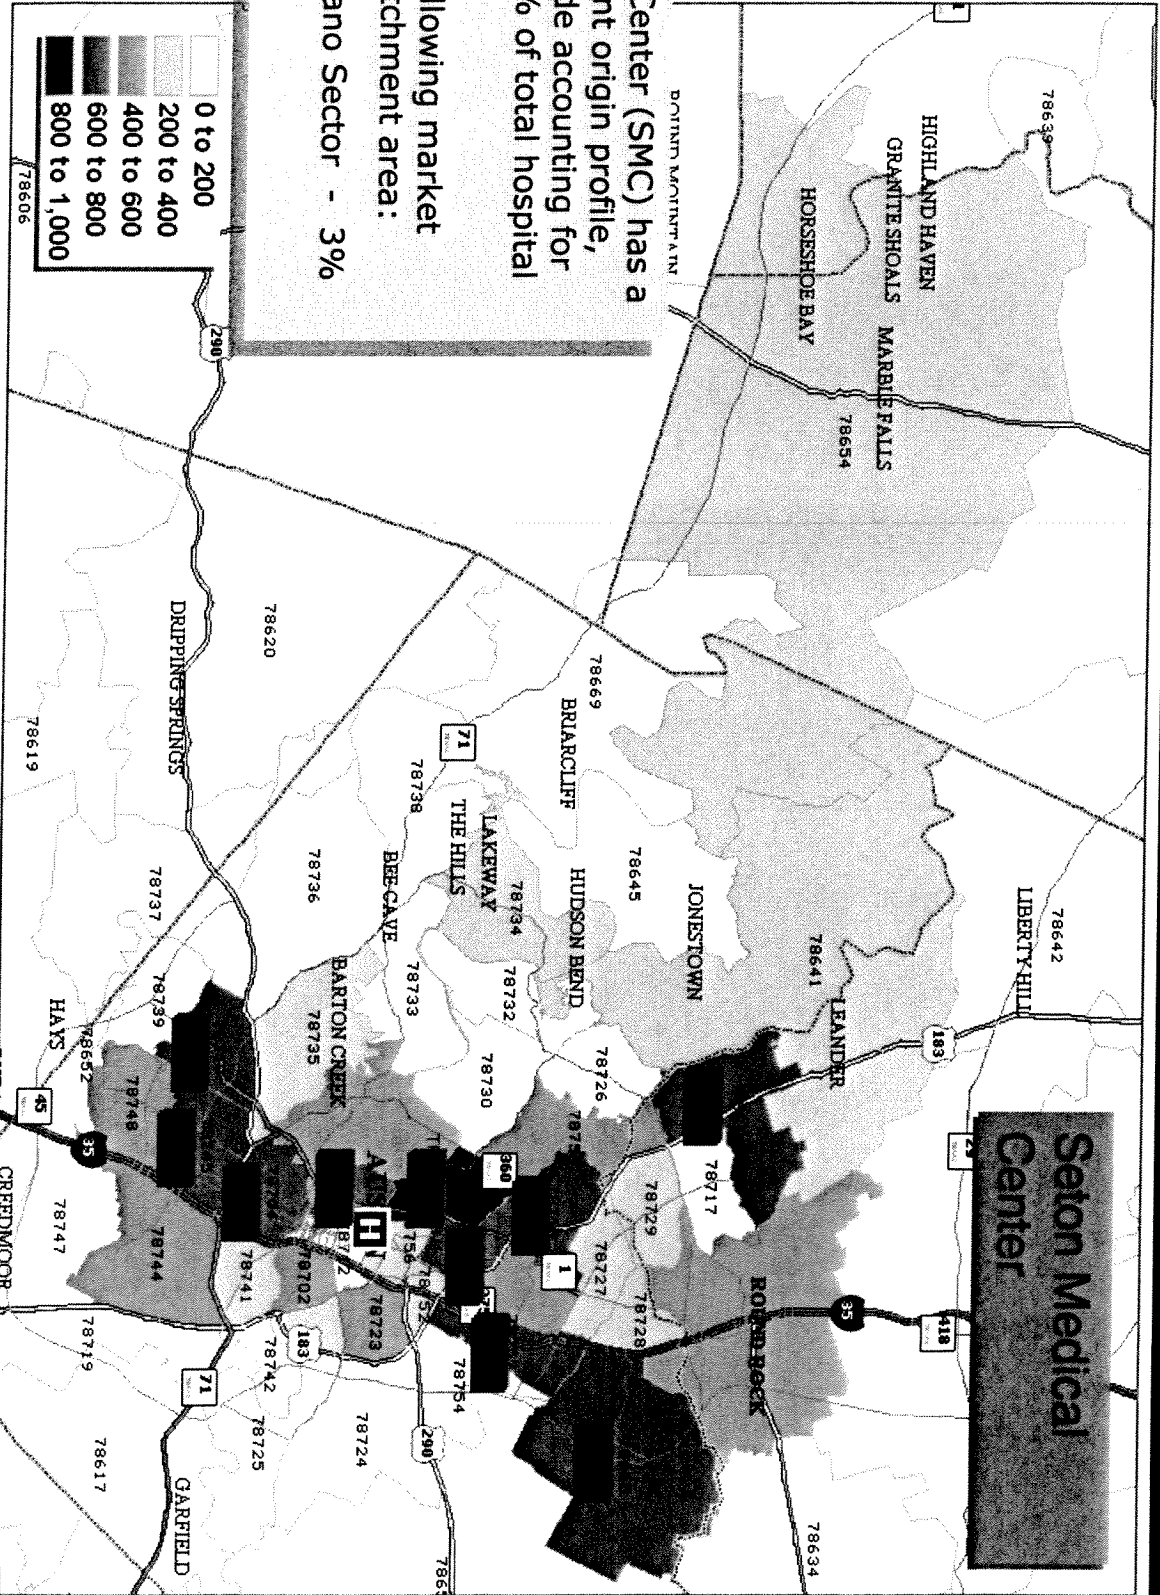 Seton Medical
Center
LIBERTY HILL
78642
78639
183
35
HIGHLAND HAVEN
GRANITE SHOALS
MARBLE FALLS
HORSESHOE BAY
78654
LEANDER
78641
78634
ROUND ROCK
JONESTOWN
78717
ROUND MOUNTAIN
78645
78729
78728
78669
BRIARCLIFF
HUDSON BEND
78726
78727
1
78734
78732
360
LAKEWAY
THE HILLS
78730
78754
71
290
78738
78733
BEE CAVE
78723
78724
BARTON CREEK
78735
H
78702
183
78736
78620
78742
78741
78725
71
DRIPPING SPRINGS
GARFIELD
78737
78739
78744
78748
78617
78652
35
78719
HAYS
78747
45
78619
CREEDMOOR
290
78606
Center (SMC) has a
nt origin profile,
de accounting for
% of total hospital
llowing market
tchment area:
ano Sector - 3%
0 to 200
200 to 400
400 to 600
600 to 800
800 to 1,000